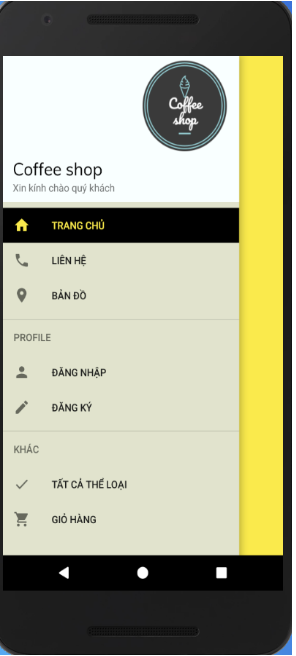 Coffee
shop
Coffee shop
Xin kính chào quý khách
TRANG CHỦ
LIÊN HỆ
BẢN ĐỒ
PROFILE
ĐĂNG NHẬP
ĐĂNG KÝ
KHÁC
TẤT CẢ THỂ LOẠI
GIỎ HÀNG